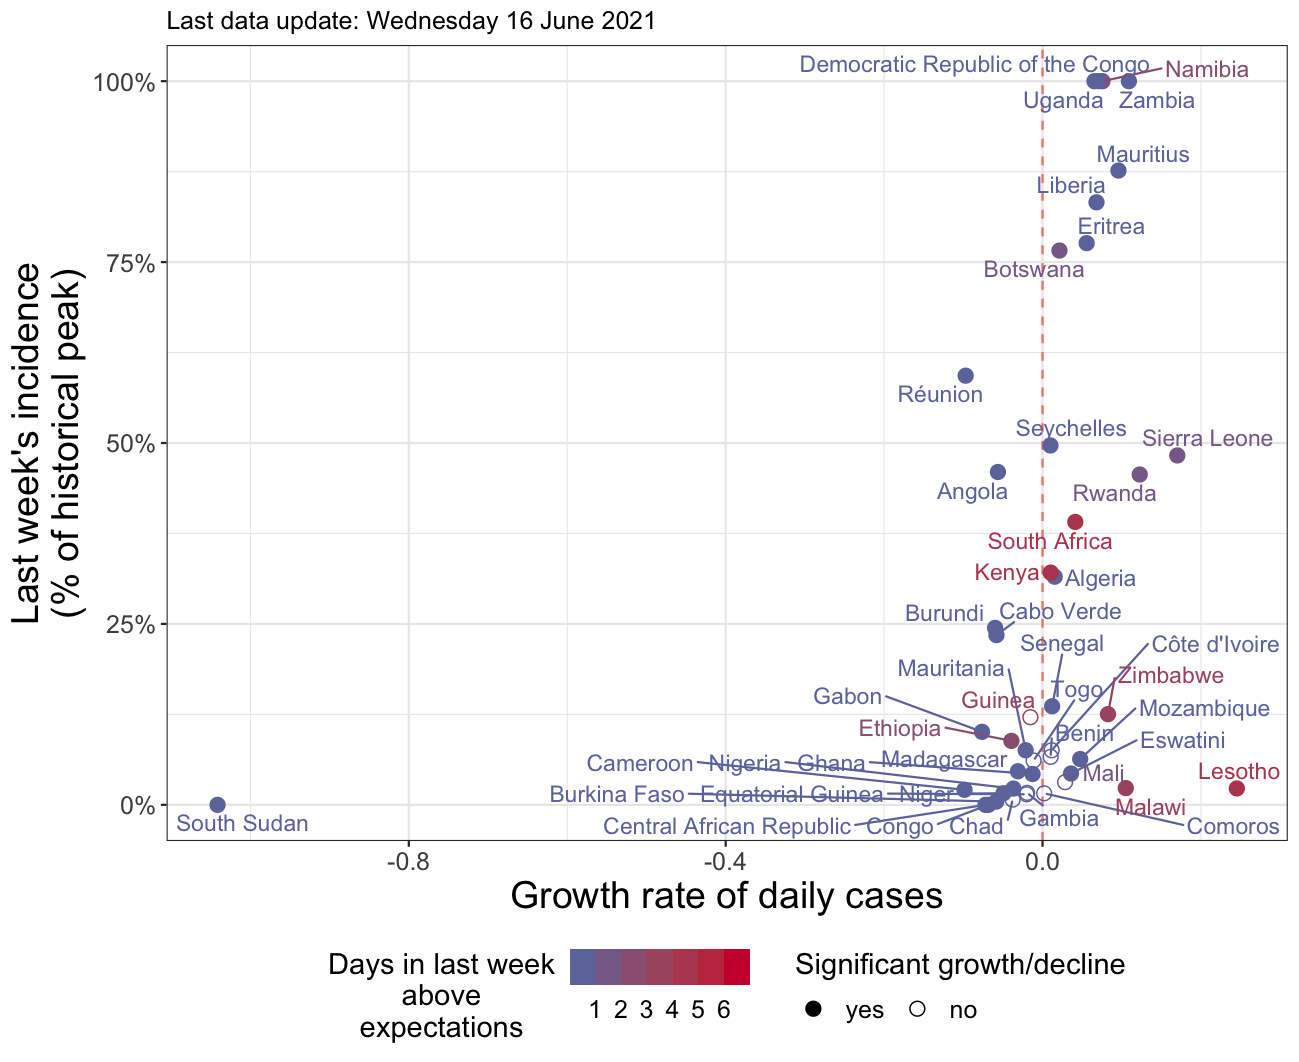 Last data update: Wednesday 16 June 2021
Last week's incidence
(% of historical peak)
100%
75%
50%
25%
0%
Democratic Republic of the Congo
Namibia
Uganda
Zambia
Mauritius
Liberia
Eritrea
Botswana
Réunion
Seychelles
Sierra Leone
Angola
Rwanda
South Africa
Kenya
Algeria
Burundi
Cabo Verde
Senegal
Côte d'Ivoire
Mauritania
Zimbabwe
Gabon
Guinea
Togo
Mozambique
Ethiopia
Benin
Eswatini
Cameroon
Nigeria
Ghana
Madagascar
Mali
Lesotho
Burkina Faso
Equatorial Guinea
Niger
Malawi
South Sudan
Central African Republic
Congo
Chad
Gambia
Comoros
-0.8
-0.4
0.0
Growth rate of daily cases
Days in last week
above
expectations
1 2 3 4 5 6
Significant growth/decline
yes
no